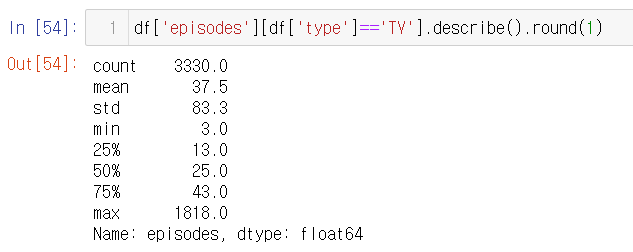 In [54]: 1 df['episodes'][df['type']=='TV'].describe().round(1)
Out[54]: count 3330.0
mean 37.5
std 83.3
min 3.0
25% 13.0
50% 25.0
75% 43.0
max 1818.0
Name: episodes, dtype: float64